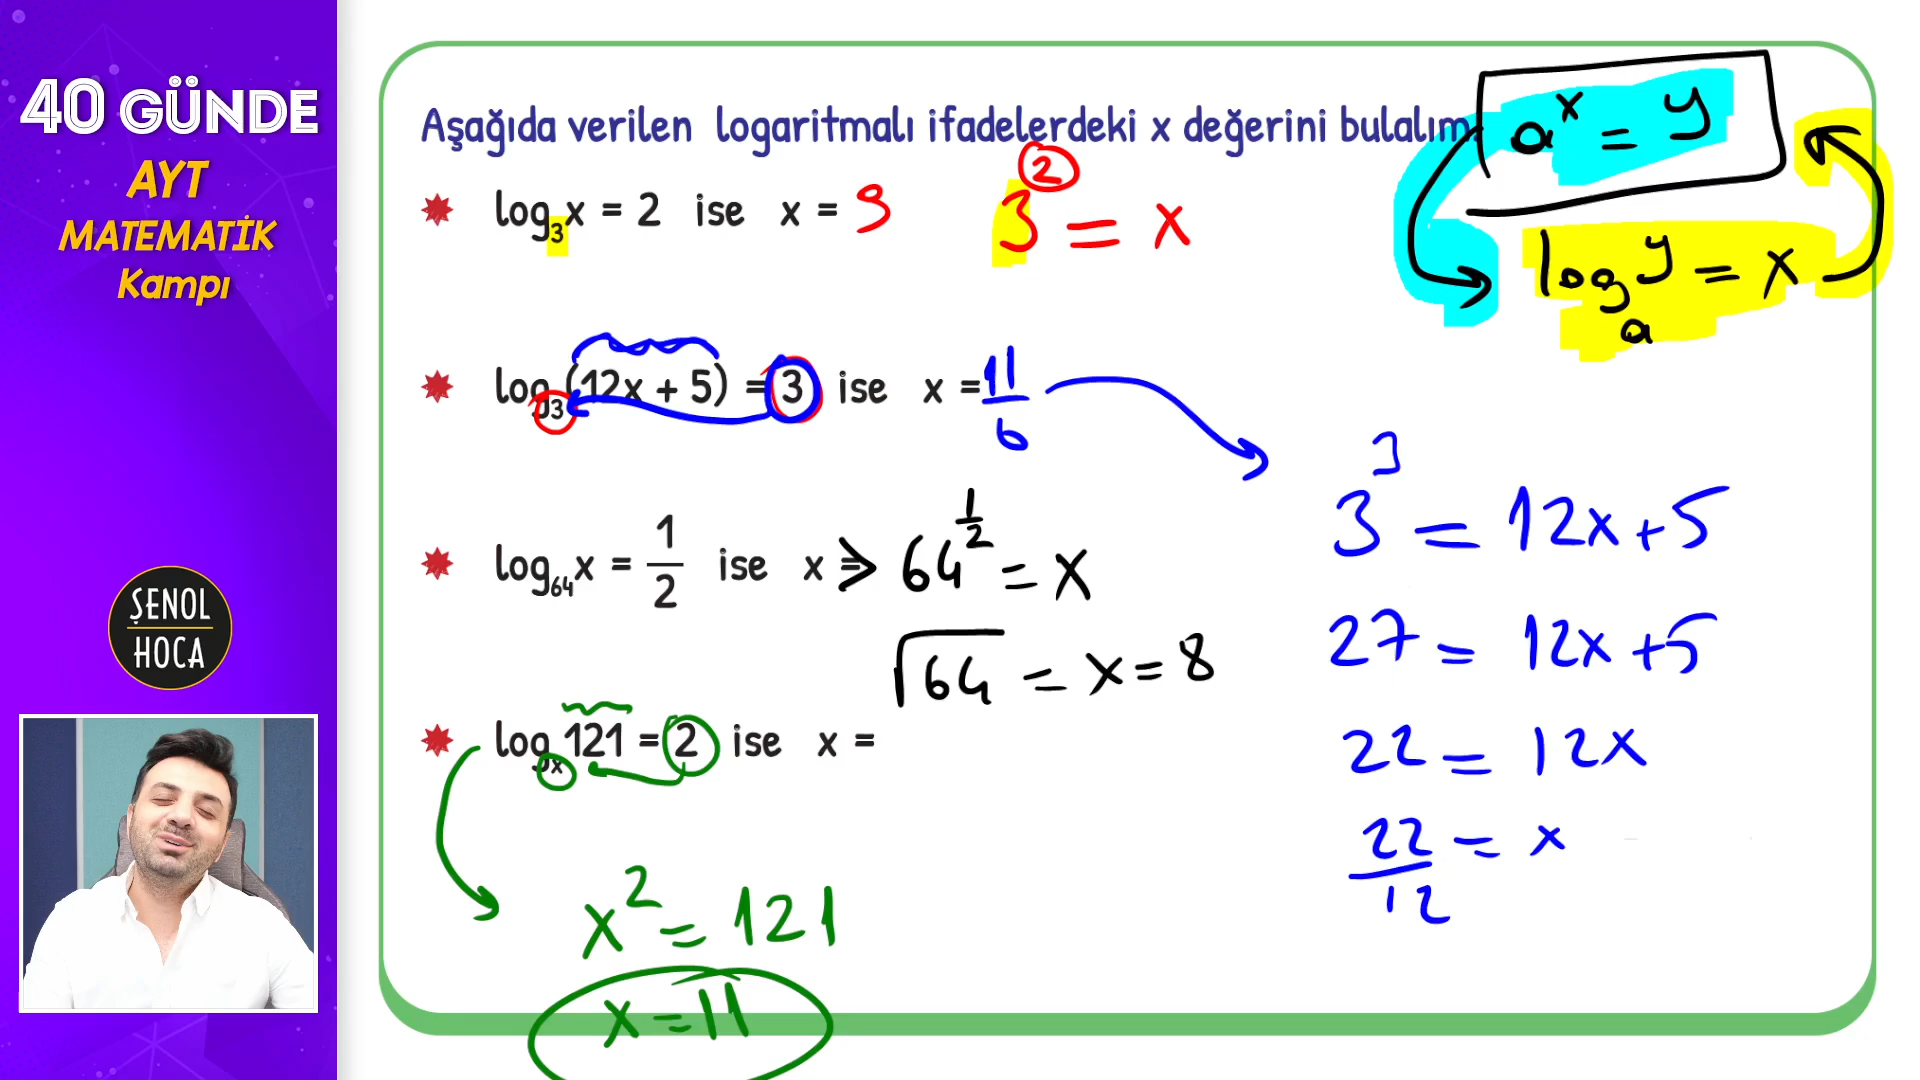 40 GÜNDE
AYT
MATEMATİK
Kampı
ŞENOL
HOCA
Aşağıda verilen logaritmalı ifadelerdeki x değerini bulalım.
a^x = y
log_a y = x
log_3 x = 2 ise x = 9
3^2 = x
log_3 (12x + 5) = 3 ise x = 11/6
3^3 = 12x+5
27 = 12x+5
22 = 12x
22/12 = x
log_64 x = 1/2 ise x = 64^1/2 = x
√64 = x = 8
log_x 121 = 2 ise x =
x^2 = 121
x = 11